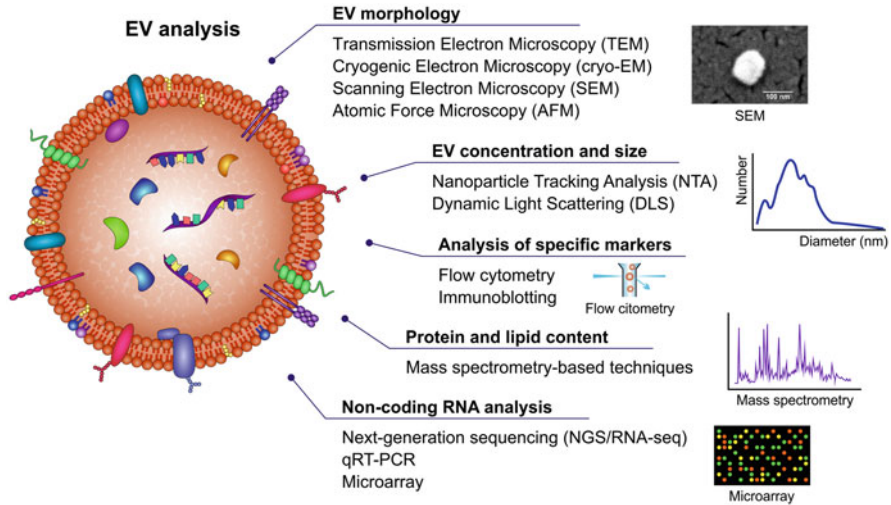 EV analysis
EV morphology
Transmission Electron Microscopy (TEM)
Cryogenic Electron Microscopy (cryo-EM)
Scanning Electron Microscopy (SEM)
Atomic Force Microscopy (AFM)
100 nm
SEM
EV concentration and size
Nanoparticle Tracking Analysis (NTA)
Dynamic Light Scattering (DLS)
Number
Diameter (nm)
Analysis of specific markers
Flow cytometry
Immunoblotting
Flow citometry
Protein and lipid content
Mass spectrometry-based techniques
Mass spectrometry
Non-coding RNA analysis
Next-generation sequencing (NGS/RNA-seq)
qRT-PCR
Microarray
Microarray